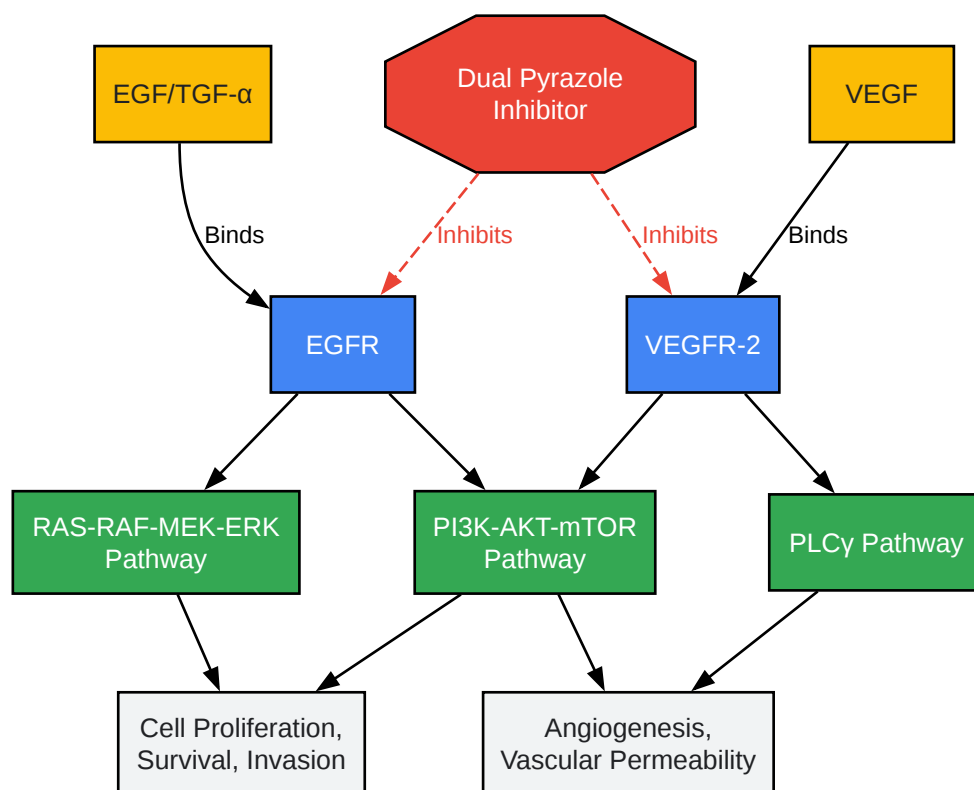 EGF/TGF-α
Dual Pyrazole
Inhibitor
VEGF
Binds
Inhibits
Inhibits
Binds
EGFR
VEGFR-2
RAS-RAF-MEK-ERK
Pathway
PI3K-AKT-mTOR
Pathway
PLCγ Pathway
Cell Proliferation,
Survival, Invasion
Angiogenesis,
Vascular Permeability